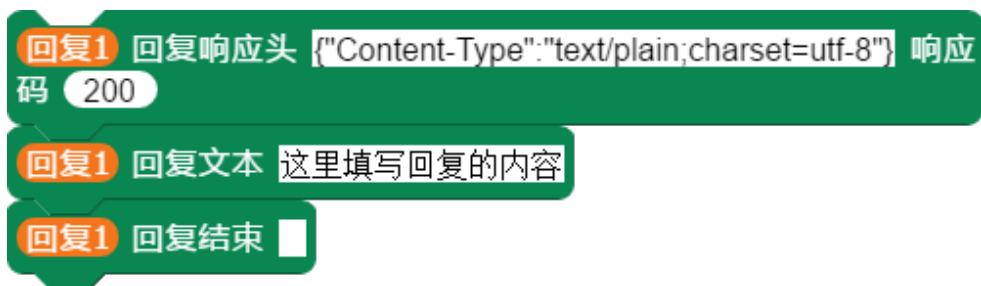 回复1 回复响应头 {"Content-Type":"text/plain;charset=utf-8"} 响应
码 200
回复1 回复文本 这里填写回复的内容
回复1 回复结束